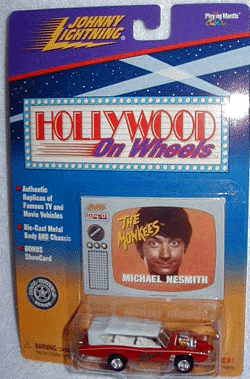 JOHNNY
LIGHTNING
Playing Mantis
HOLLYWOOD
On Wheels
Authentic
Replicas of
Famous TV and
Movie Vehicles
Die-Cast Metal
Body AND Chassis
BONUS
ShowCard
THE
MONKEES
MICHAEL NESMITH